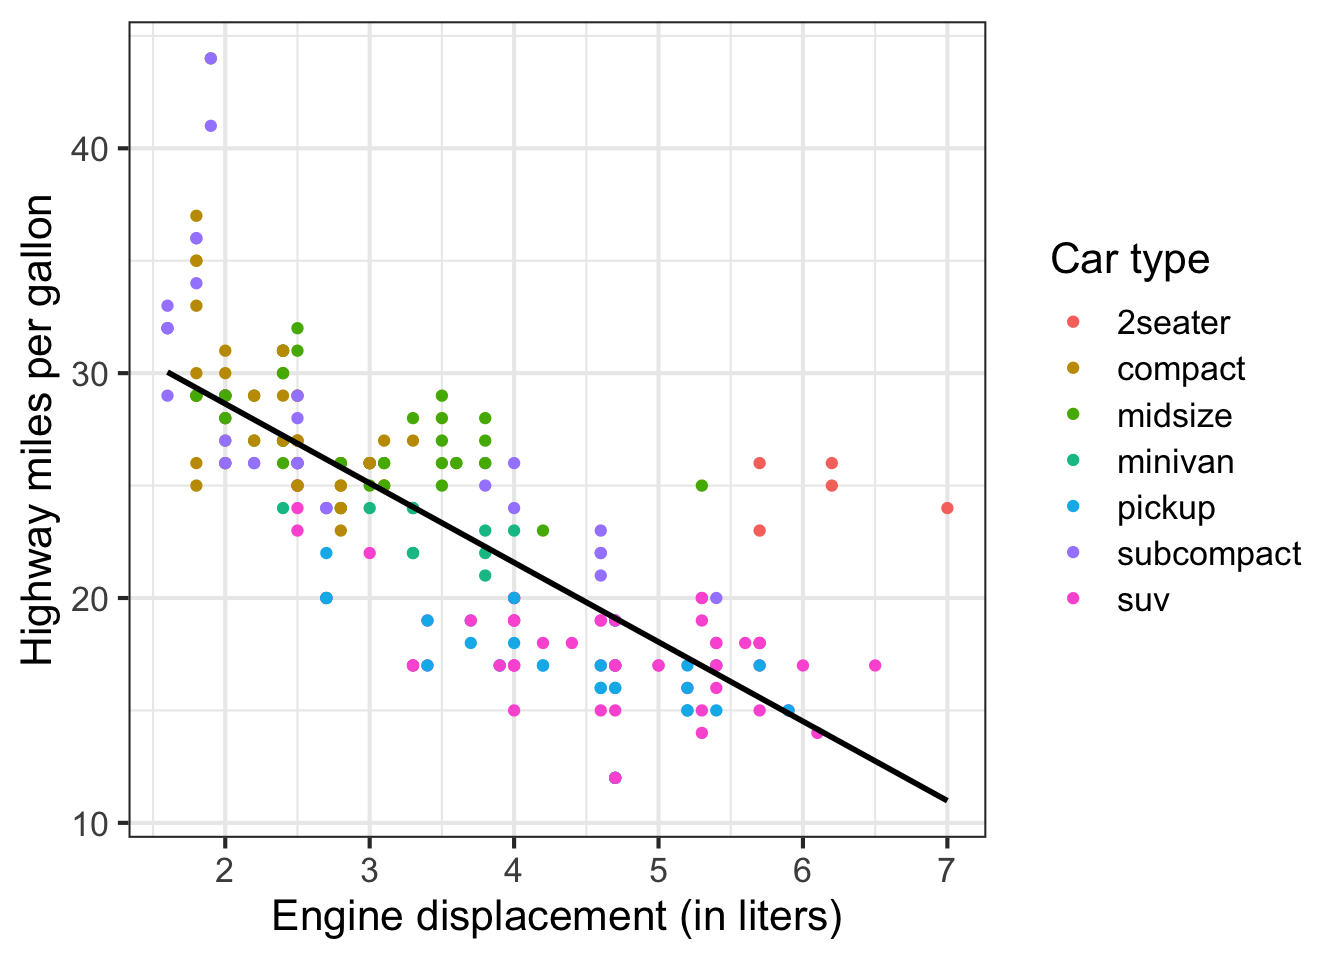 40
30
20
10
2 3 4 5 6 7
Highway miles per gallon
Engine displacement (in liters)
Car type
2seater
compact
midsize
minivan
pickup
subcompact
suv